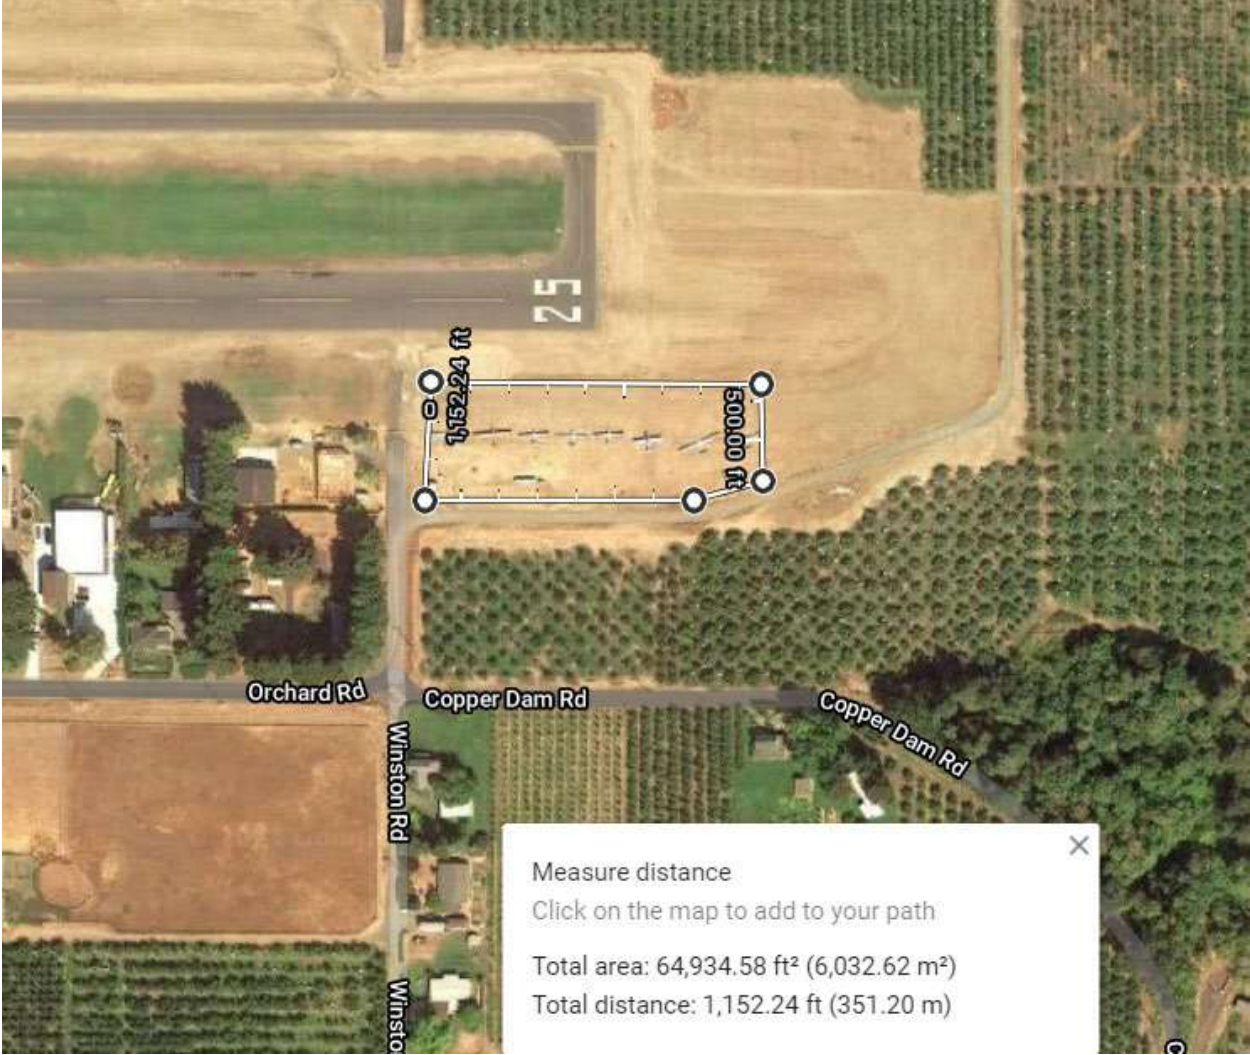 25
1,152.24 ft
0
500.00 ft
Orchard Rd
Copper Dam Rd
Copper Dam Rd
Winston Rd
Measure distance
Click on the map to add to your path
Total area: 64,934.58 ft² (6,032.62 m²)
Total distance: 1,152.24 ft (351.20 m)
Winsto
C